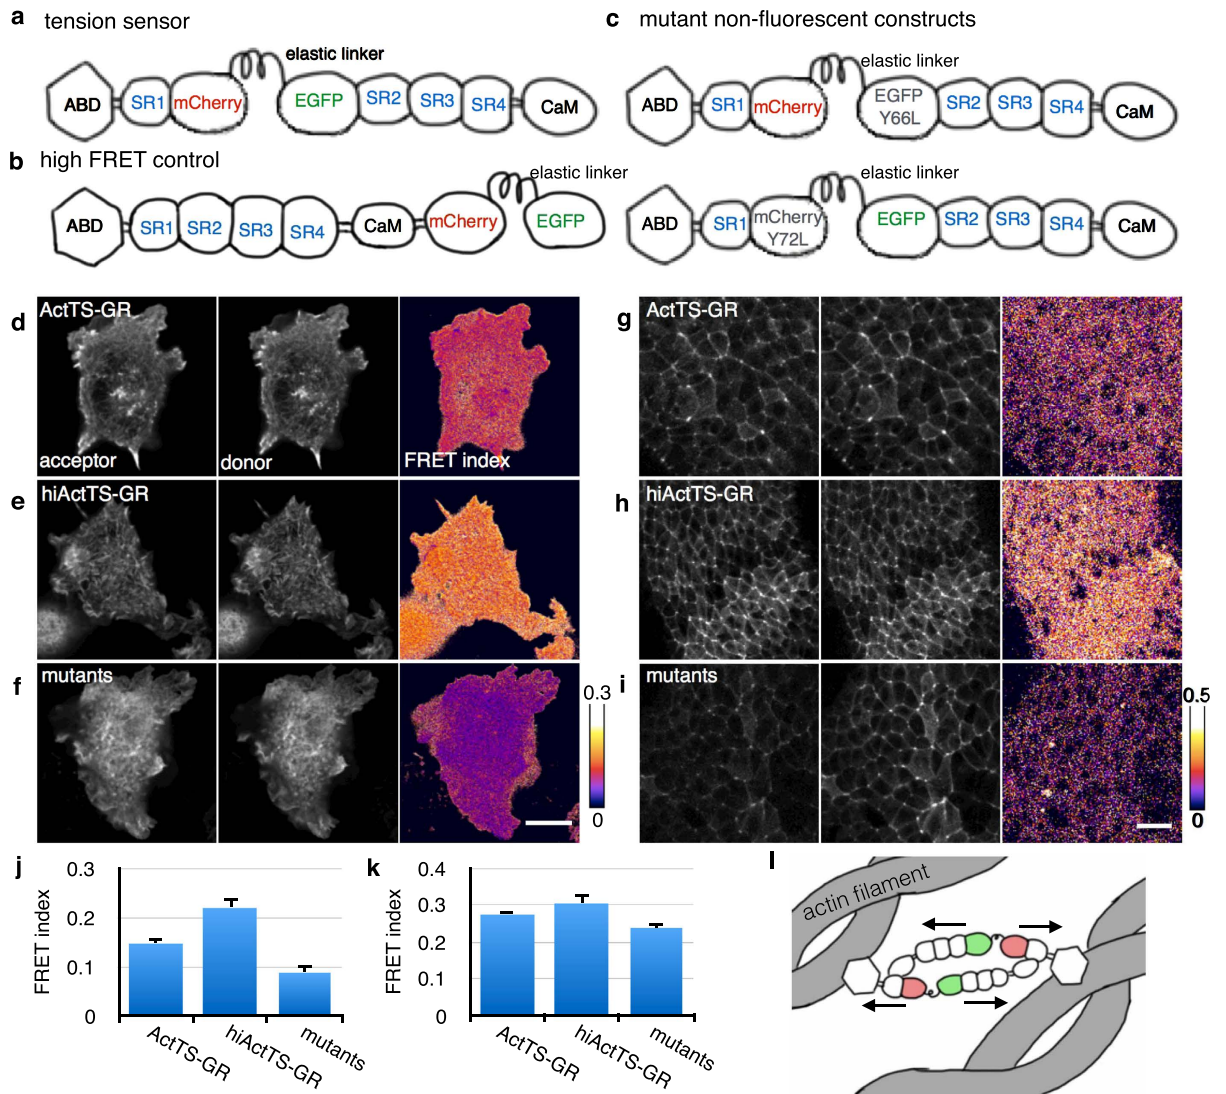 a tension sensor
ABD SR1 mCherry elastic linker EGFP SR2 SR3 SR4 CaM
b high FRET control
ABD SR1 SR2 SR3 SR4 CaM mCherry elastic linker EGFP
c mutant non-fluorescent constructs
ABD SR1 mCherry elastic linker EGFP Y66L SR2 SR3 SR4 CaM
ABD SR1 mCherry Y72L elastic linker EGFP SR2 SR3 SR4 CaM
d ActTS-GR
acceptor donor FRET index
e hiActTS-GR
f mutants
0.3
0
g ActTS-GR
h hiActTS-GR
i mutants
0.5
0
j
FRET index
0.3
0.2
0.1
0
ActTS-GR
hiActTS-GR
mutants
k
FRET index
0.4
0.3
0.2
0.1
0
ActTS-GR
hiActTS-GR
mutants
l
actin filament